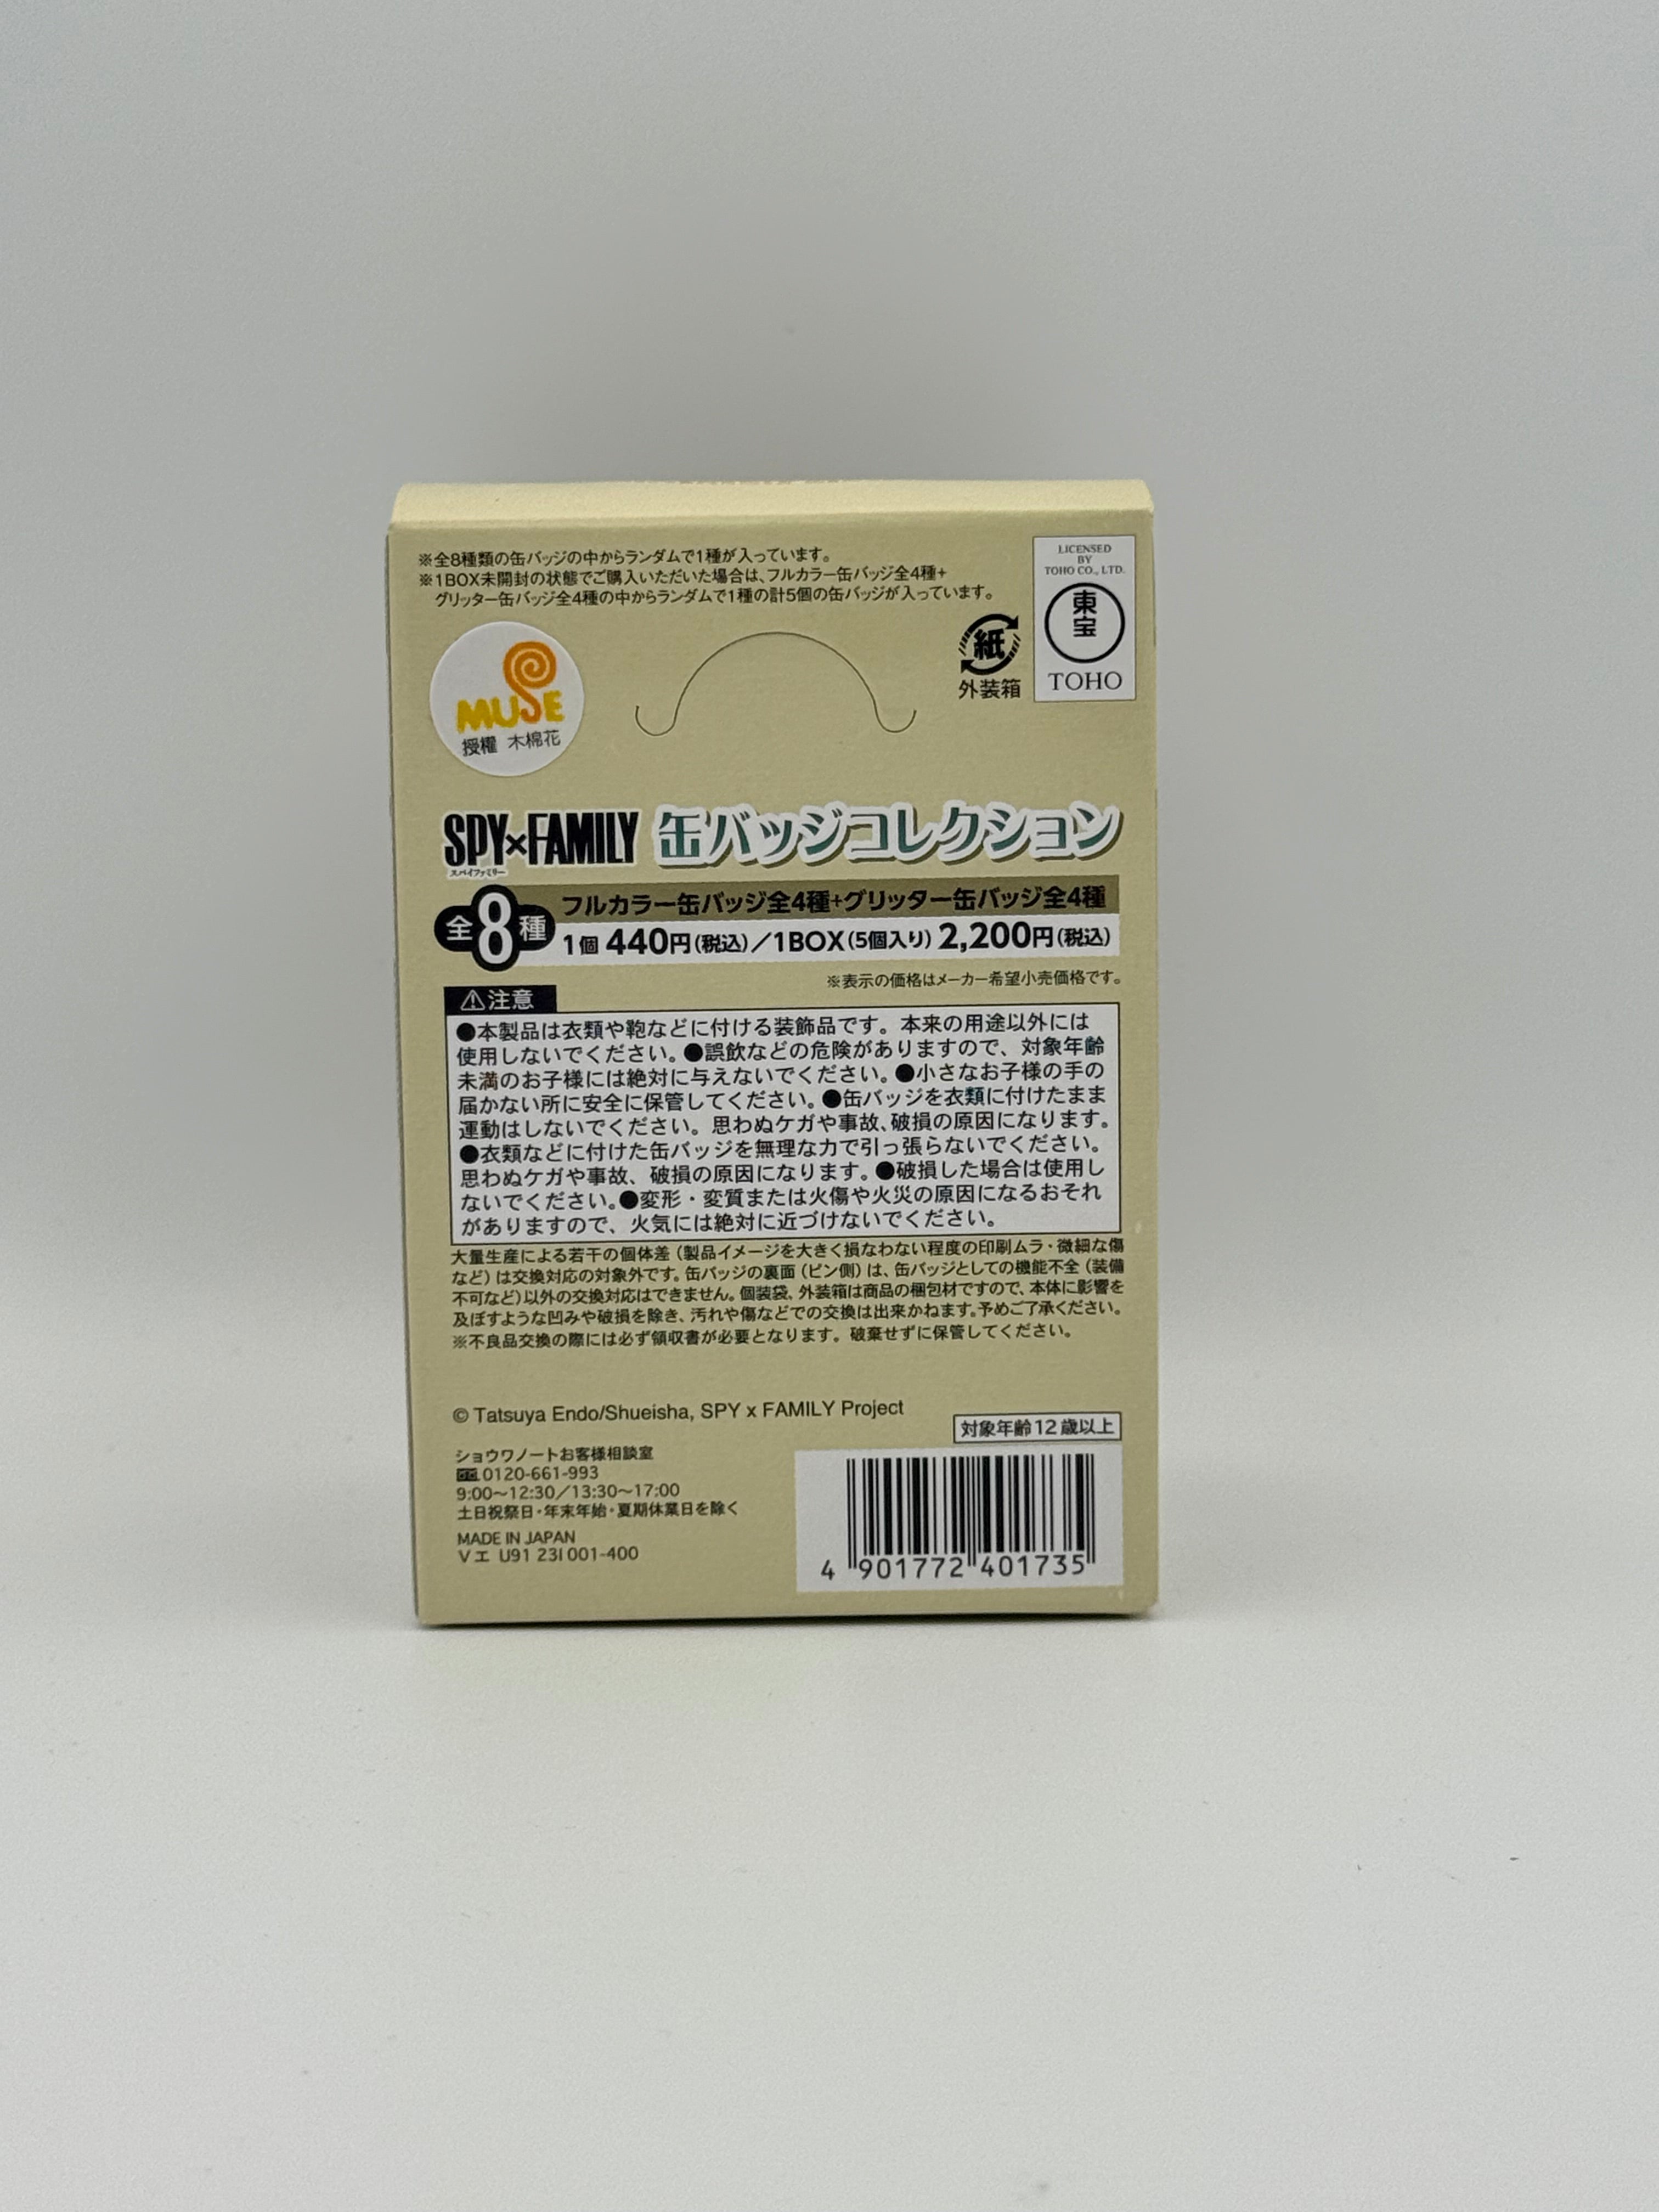 ※全8種類の缶バッジの中からランダムで1種が入っています。
※1BOX未開封の状態でご購入いただいた場合は、フルカラー缶バッジ全4種+
グリッター缶バッジ全4種の中からランダムで1種の計5個の缶バッジが入っています。
LICENSED
BY
TOHO CO., LTD.
東宝
TOHO
紙
外装箱
MUSE
授權 木棉花
SPY×FAMILY 缶バッジコレクション
スパイファミリー
全8種
フルカラー缶バッジ全4種+グリッター缶バッジ全4種
1個 440円(税込)/1BOX(5個入り) 2,200円(税込)
※表示の価格はメーカー希望小売価格です。
⚠注意
●本製品は衣類や鞄などに付ける装飾品です。本来の用途以外には
使用しないでください。●誤飲などの危険がありますので、対象年齢
未満のお子様には絶対に与えないでください。●小さなお子様の手の
届かない所に安全に保管してください。●缶バッジを衣類に付けたまま
運動はしないでください。思わぬケガや事故、破損の原因になります。
●衣類などに付けた缶バッジを無理な力で引っ張らないでください。
思わぬケガや事故、破損の原因になります。●破損した場合は使用し
ないでください。●変形・変質または火傷や火災の原因になるおそれ
がありますので、火気には絶対に近づけないでください。
大量生産による若干の個体差(製品イメージを大きく損なわない程度の印刷ムラ・微細な傷
など)は交換対応の対象外です。缶バッジの裏面(ピン側)は、缶バッジとしての機能不全(装備
不可など)以外の交換対応はできません。個装袋、外装箱は商品の梱包材ですので、本体に影響を
及ぼすような凹みや破損を除き、汚れや傷などでの交換は出来かねます。予めご了承ください。
※不良品交換の際には必ず領収書が必要となります。破棄せずに保管してください。
© Tatsuya Endo/Shueisha, SPY x FAMILY Project
対象年齢12歳以上
ショウワノートお客様相談室
0120-661-993
9:00~12:30/13:30~17:00
土日祝祭日・年末年始・夏期休業日を除く
MADE IN JAPAN
Vエ U91 23I 001-400
4 901772 401735